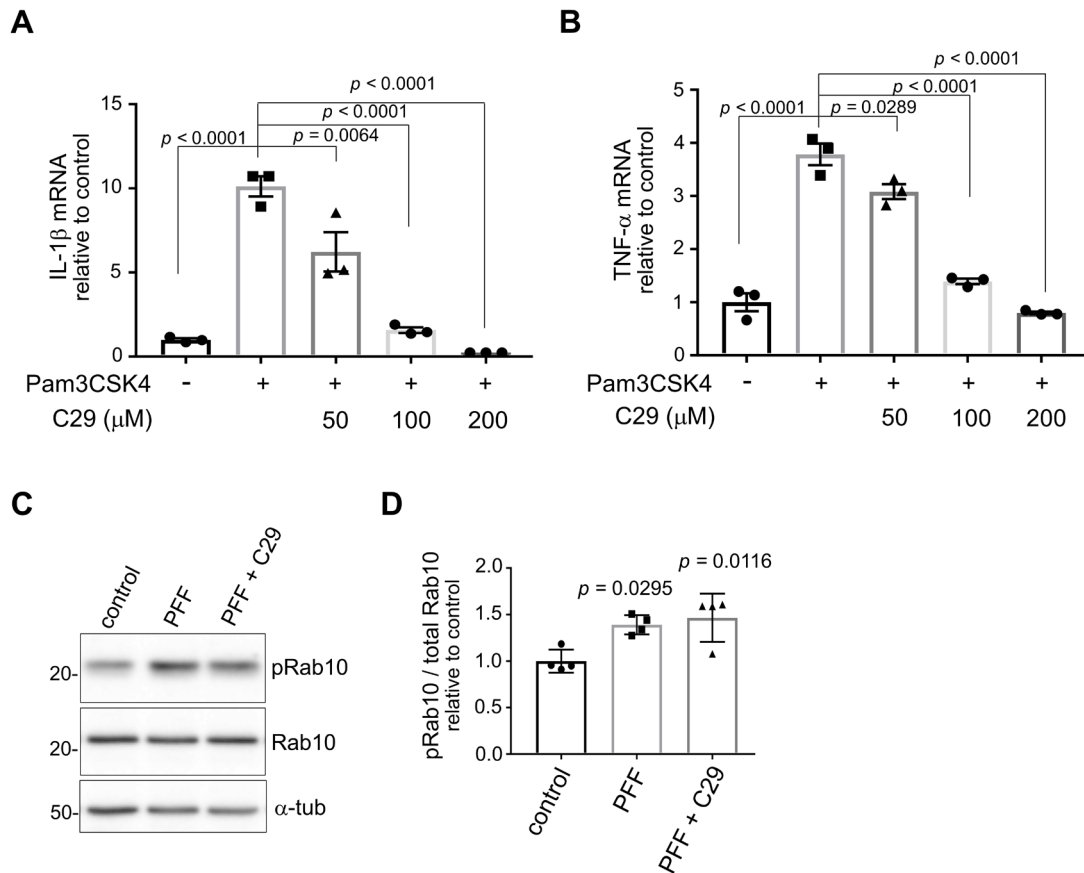 A
p < 0.0001
p < 0.0001
p < 0.0001
p = 0.0064
IL-1β mRNA
relative to control
15
10
5
0
Pam3CSK4 - + + + +
C29 (μM) 50 100 200
B
p < 0.0001
p < 0.0001
p < 0.0001
p = 0.0289
TNF-α mRNA
relative to control
5
4
3
2
1
0
Pam3CSK4 - + + + +
C29 (μM) 50 100 200
C
control PFF PFF + C29
20- pRab10
20- Rab10
50- α-tub
D
pRab10 / total Rab10
relative to control
2.0
1.5
1.0
0.5
0.0
p = 0.0295
p = 0.0116
control PFF PFF + C29